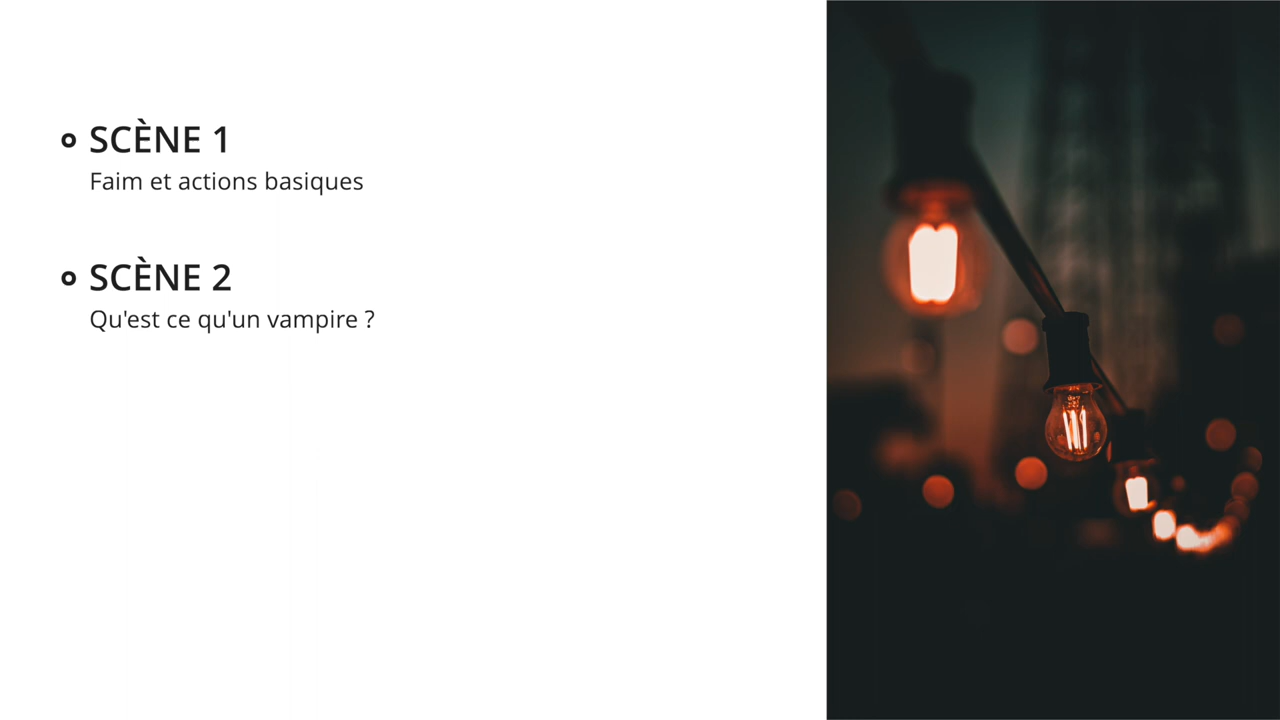 SCÈNE 1
Faim et actions basiques
SCÈNE 2
Qu'est ce qu'un vampire ?